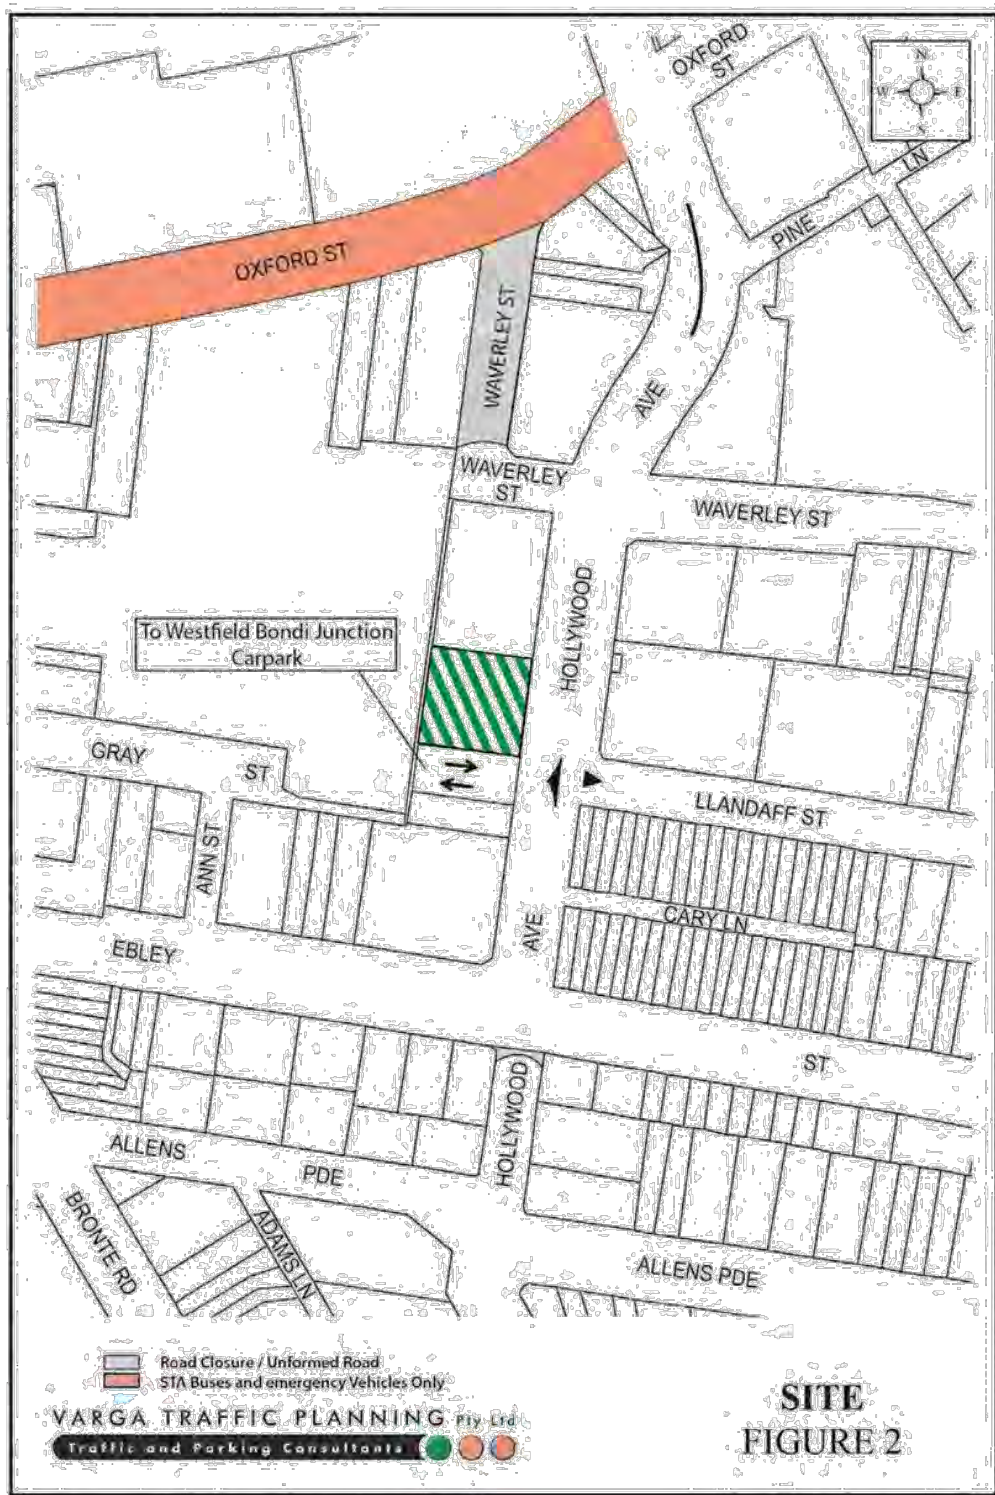 OXFORD
ST
N
W
E
S
LN
PINE
OXFORD ST
WAVERLEY ST
AVE
WAVERLEY
ST
WAVERLEY ST
HOLLYWOOD
To Westfield Bondi Junction
Carpark
GRAY
ST
LLANDAFF ST
ANN ST
CARY LN
AVE
EBLEY
ST
HOLLYWOOD
ALLENS
PDE
BRONTE RD
ADAMS LN
ALLENS PDE
Road Closure / Unformed Road
STA Buses and emergency Vehicles Only
VARGA TRAFFIC PLANNING Pty Ltd
Traffic and Parking Consultants
SITE
FIGURE 2